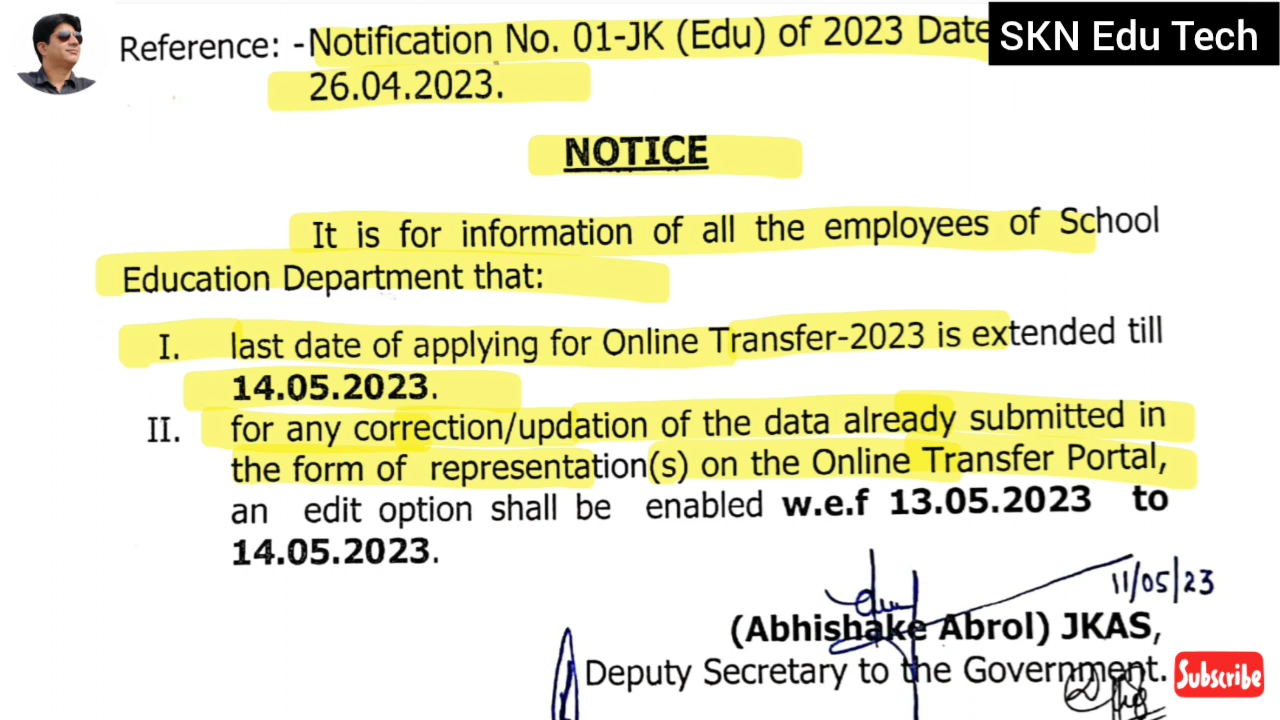 SKN Edu Tech
Reference: -Notification No. 01-JK (Edu) of 2023 Date
26.04.2023.
NOTICE
It is for information of all the employees of School
Education Department that:
I. last date of applying for Online Transfer-2023 is extended till
14.05.2023.
II. for any correction/updation of the data already submitted in
the form of representation(s) on the Online Transfer Portal,
an edit option shall be enabled w.e.f 13.05.2023 to
14.05.2023.
11/05/23
(Abhishake Abrol) JKAS,
Deputy Secretary to the Government.
Subscribe